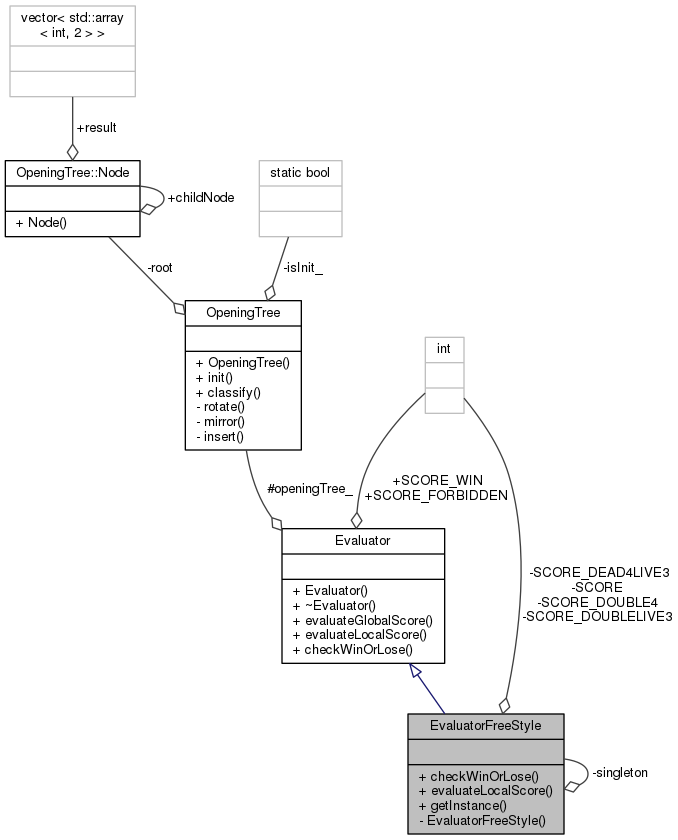 vector< std::array
< int, 2 > >
+result
OpeningTree::Node
+ Node()
+childNode
static bool
-root
-isInit_
OpeningTree
+ OpeningTree()
+ init()
+ classify()
- rotate()
- mirror()
- insert()
int
#openingTree_
+SCORE_WIN
+SCORE_FORBIDDEN
Evaluator
+ Evaluator()
+ ~Evaluator()
+ evaluateGlobalScore()
+ evaluateLocalScore()
+ checkWinOrLose()
-SCORE_DEAD4LIVE3
-SCORE
-SCORE_DOUBLE4
-SCORE_DOUBLELIVE3
EvaluatorFreeStyle
+ checkWinOrLose()
+ evaluateLocalScore()
+ getInstance()
- EvaluatorFreeStyle()
-singleton